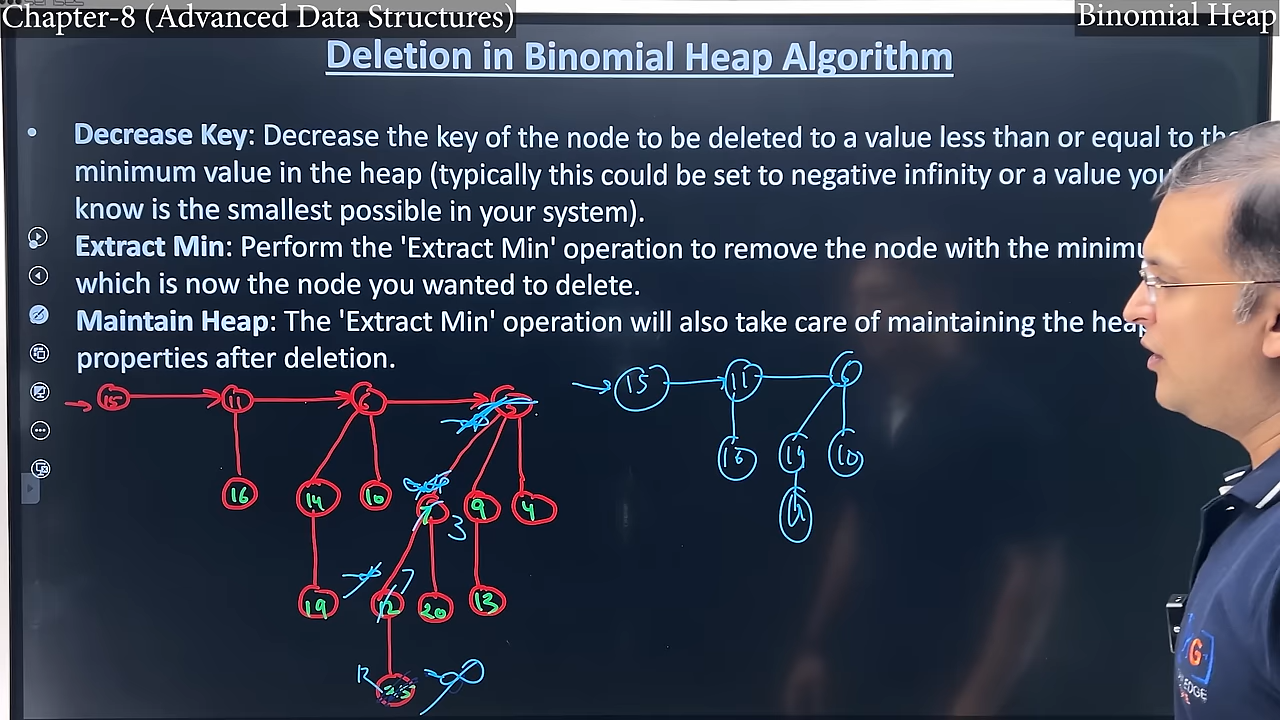 Chapter-8 (Advanced Data Structures)
Binomial Heap
Deletion in Binomial Heap Algorithm
• Decrease Key: Decrease the key of the node to be deleted to a value less than or equal to the
minimum value in the heap (typically this could be set to negative infinity or a value you
know is the smallest possible in your system).
Extract Min: Perform the 'Extract Min' operation to remove the node with the minimu
which is now the node you wanted to delete.
Maintain Heap: The 'Extract Min' operation will also take care of maintaining the heap
properties after deletion.
15 11 6
15 11 6
16 14 10 9 4
3
16 14 10
19 12 7 20 13
12 -∞
G
EDGE